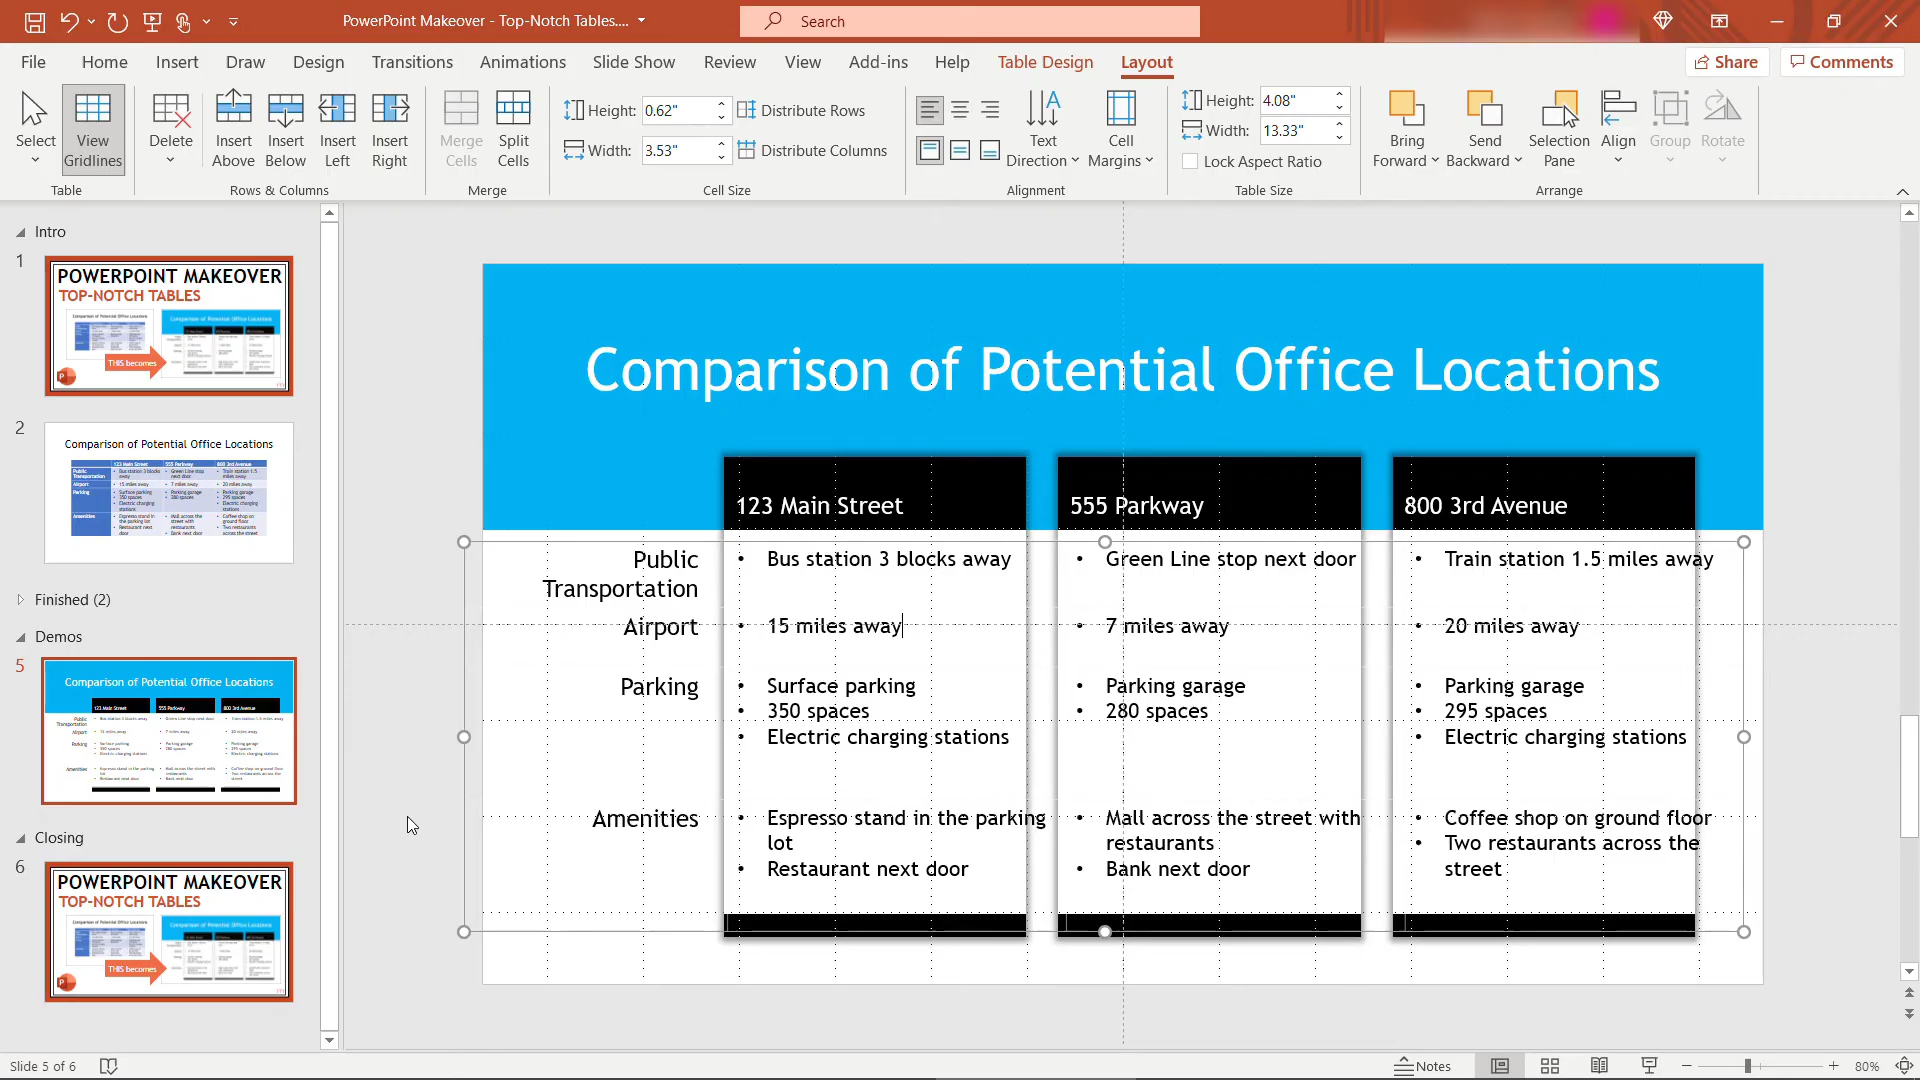 PowerPoint Makeover - Top-Notch Tables....
Search
File Home Insert Draw Design Transitions Animations Slide Show Review View Add-ins Help Table Design Layout
Share
Comments
Select
View Gridlines
Delete
Insert Above
Insert Below
Insert Left
Insert Right
Merge Cells
Split Cells
Height: 0.62"
Width: 3.53"
Distribute Rows
Distribute Columns
Text Direction
Cell Margins
Height: 4.08"
Width: 13.33"
Lock Aspect Ratio
Bring Forward
Send Backward
Selection Pane
Align
Group
Rotate
Table
Rows & Columns
Merge
Cell Size
Alignment
Table Size
Arrange
Intro
1
POWERPOINT MAKEOVER
TOP-NOTCH TABLES
THIS becomes
2
Comparison of Potential Office Locations
Finished (2)
Demos
5
Comparison of Potential Office Locations
Closing
6
POWERPOINT MAKEOVER
TOP-NOTCH TABLES
THIS becomes
Comparison of Potential Office Locations
123 Main Street
555 Parkway
800 3rd Avenue
Public
Transportation
• Bus station 3 blocks away
• Green Line stop next door
• Train station 1.5 miles away
Airport
• 15 miles away
• 7 miles away
• 20 miles away
Parking
• Surface parking
• 350 spaces
• Electric charging stations
• Parking garage
• 280 spaces
• Parking garage
• 295 spaces
• Electric charging stations
Amenities
• Espresso stand in the parking
lot
• Restaurant next door
• Mall across the street with
restaurants
• Bank next door
• Coffee shop on ground floor
• Two restaurants across the
street
Slide 5 of 6
Notes
80%